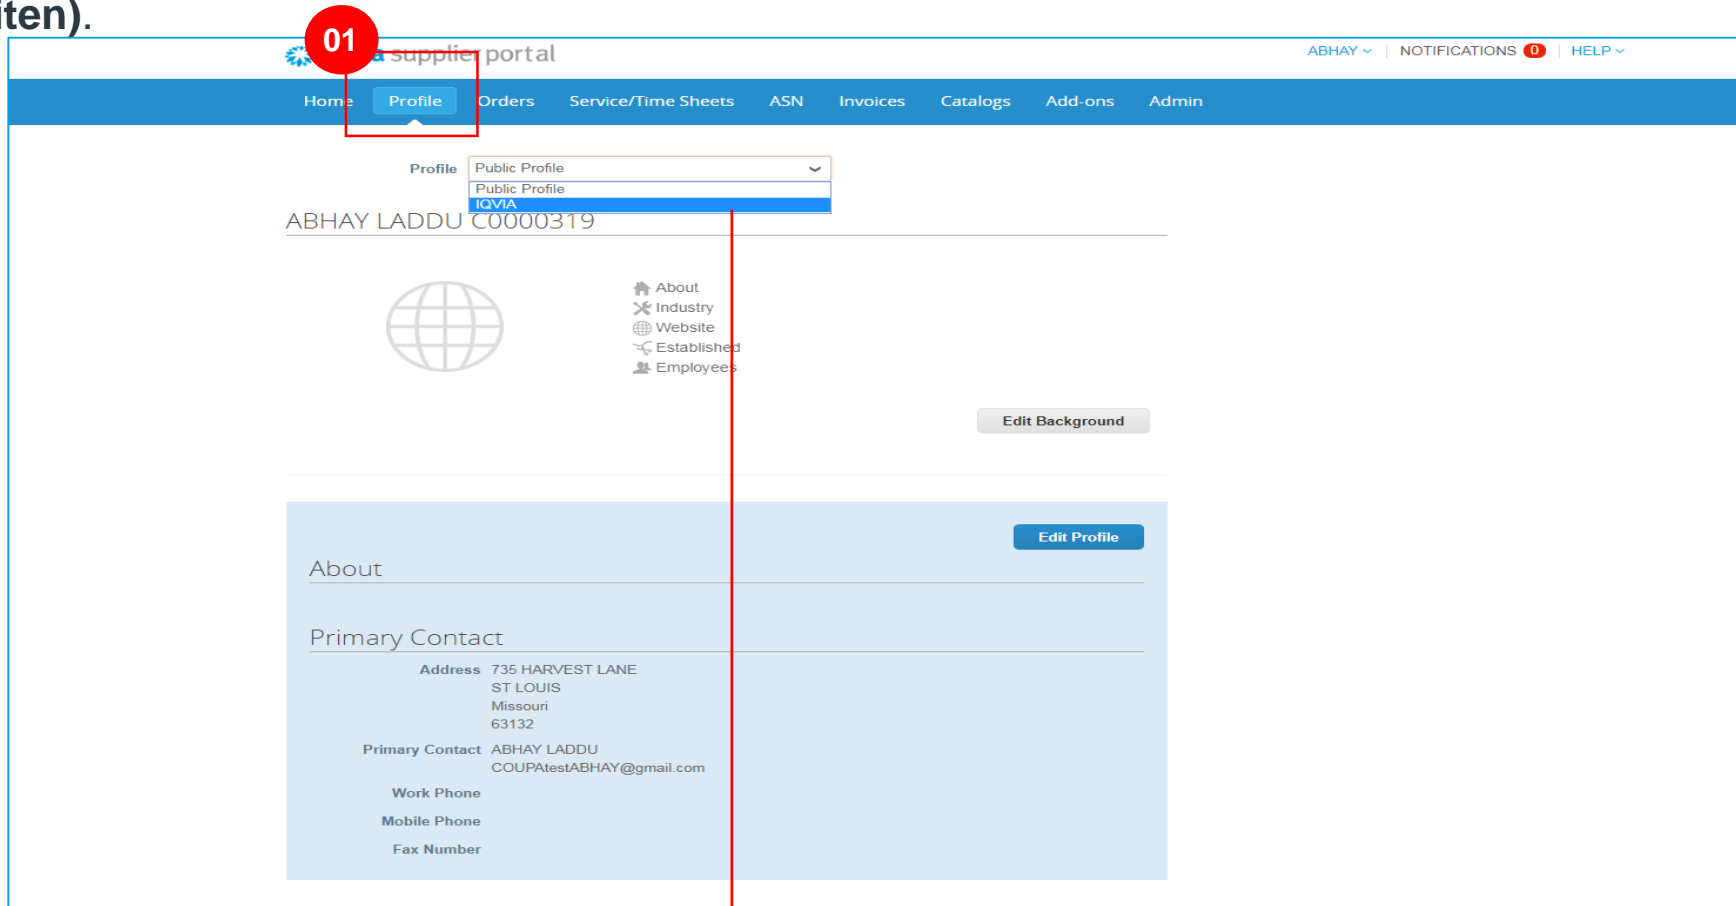 iten).
01
a supplier portal
ABHAY NOTIFICATIONS 0 HELP
Home Profile Orders Service/Time Sheets ASN Invoices Catalogs Add-ons Admin
Profile Public Profile
Public Profile
IQVIA
ABHAY LADDU C0000319
About
Industry
Website
Established
Employees
Edit Background
Edit Profile
About
Primary Contact
Address 735 HARVEST LANE
ST LOUIS
Missouri
63132
Primary Contact ABHAY LADDU
COUPAtestABHAY@gmail.com
Work Phone
Mobile Phone
Fax Number